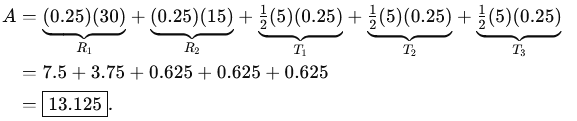 A = (0.25)(30) + (0.25)(15) + 1/2(5)(0.25) + 1/2(5)(0.25) + 1/2(5)(0.25)
R₁ R₂ T₁ T₂ T₃
= 7.5 + 3.75 + 0.625 + 0.625 + 0.625
= 13.125.